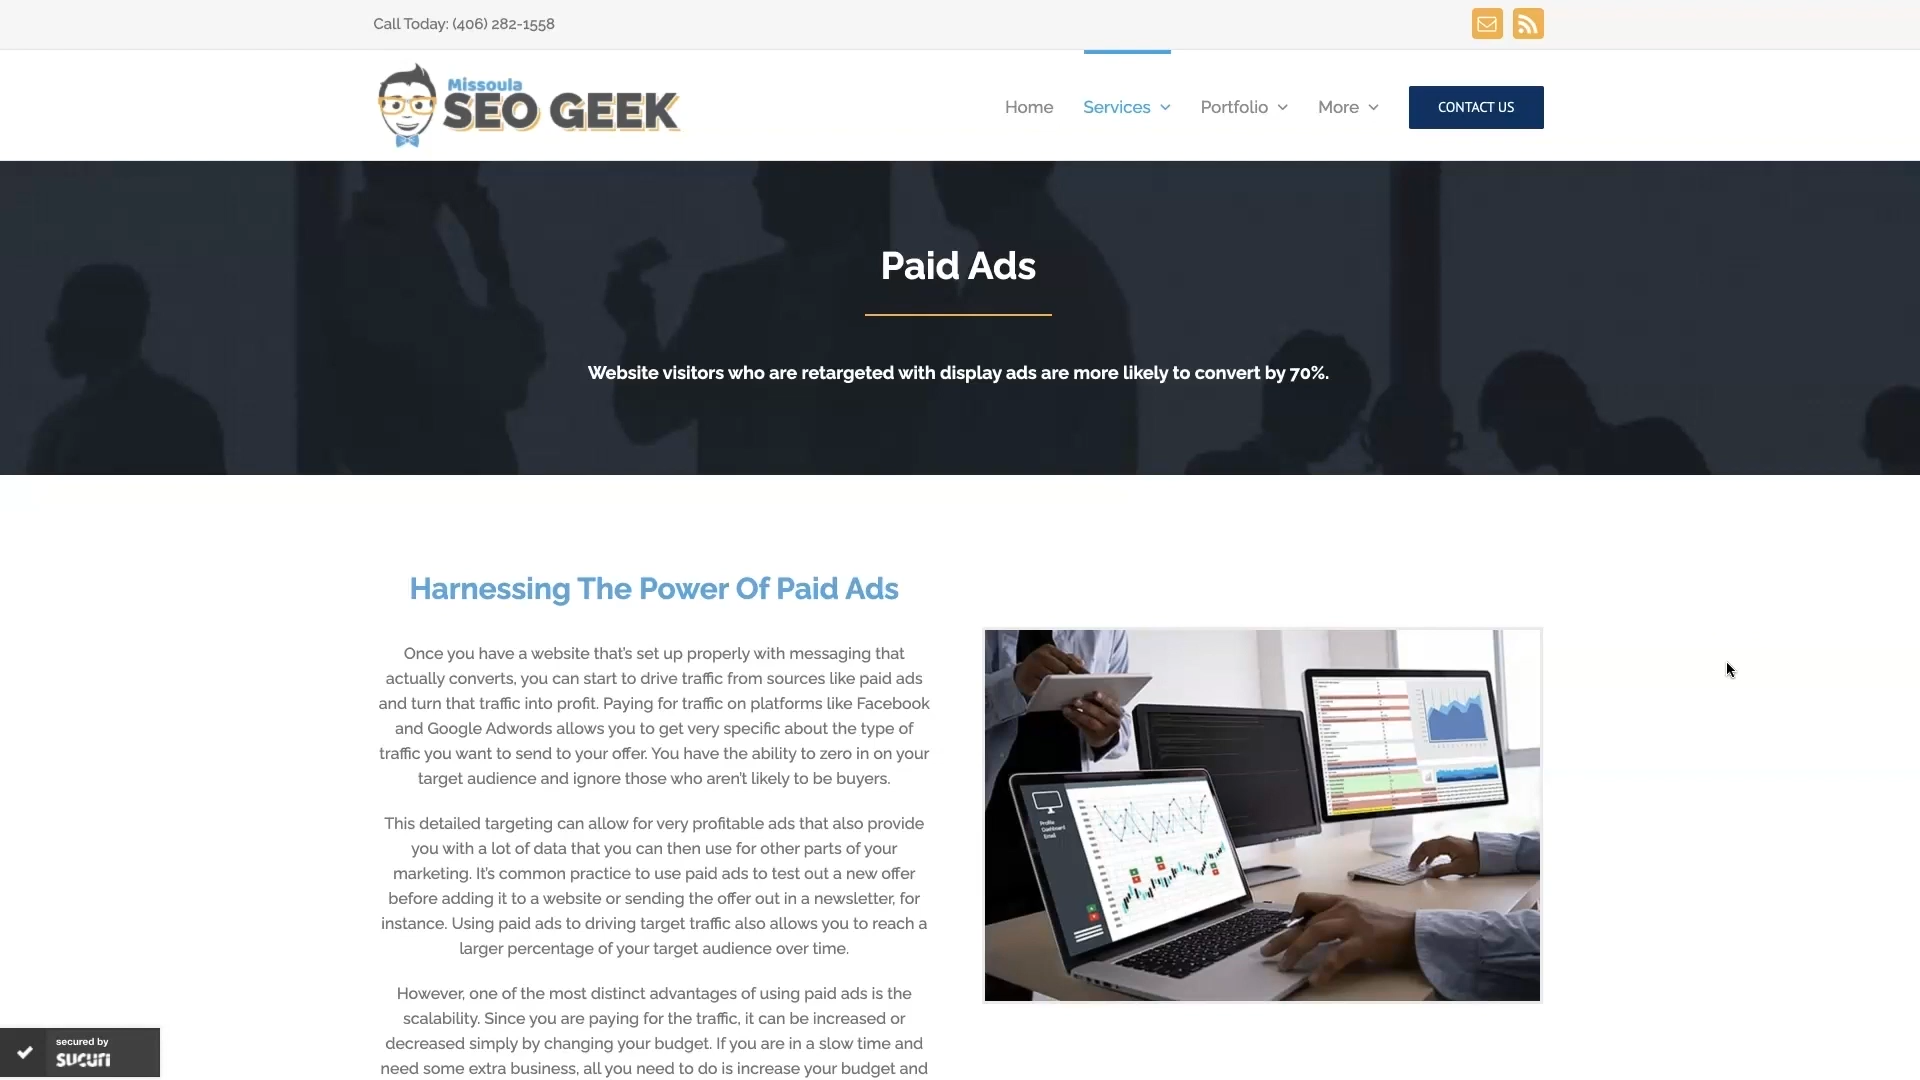 Call Today: (406) 282-1558
Missoula
SEO GEEK
Home
Services
Portfolio
More
CONTACT US
Paid Ads
Website visitors who are retargeted with display ads are more likely to convert by 70%.
Harnessing The Power Of Paid Ads
Once you have a website that's set up properly with messaging that
actually converts, you can start to drive traffic from sources like paid ads
and turn that traffic into profit. Paying for traffic on platforms like Facebook
and Google Adwords allows you to get very specific about the type of
traffic you want to send to your offer. You have the ability to zero in on your
target audience and ignore those who aren't likely to be buyers.
This detailed targeting can allow for very profitable ads that also provide
you with a lot of data that you can then use for other parts of your
marketing. It's common practice to use paid ads to test out a new offer
before adding it to a website or sending the offer out in a newsletter, for
instance. Using paid ads to driving target traffic also allows you to reach a
larger percentage of your target audience over time.
However, one of the most distinct advantages of using paid ads is the
scalability. Since you are paying for the traffic, it can be increased or
decreased simply by changing your budget. If you are in a slow time and
need some extra business, all you need to do is increase your budget and
Profile
Dashboard
Email
secured by
sucuri